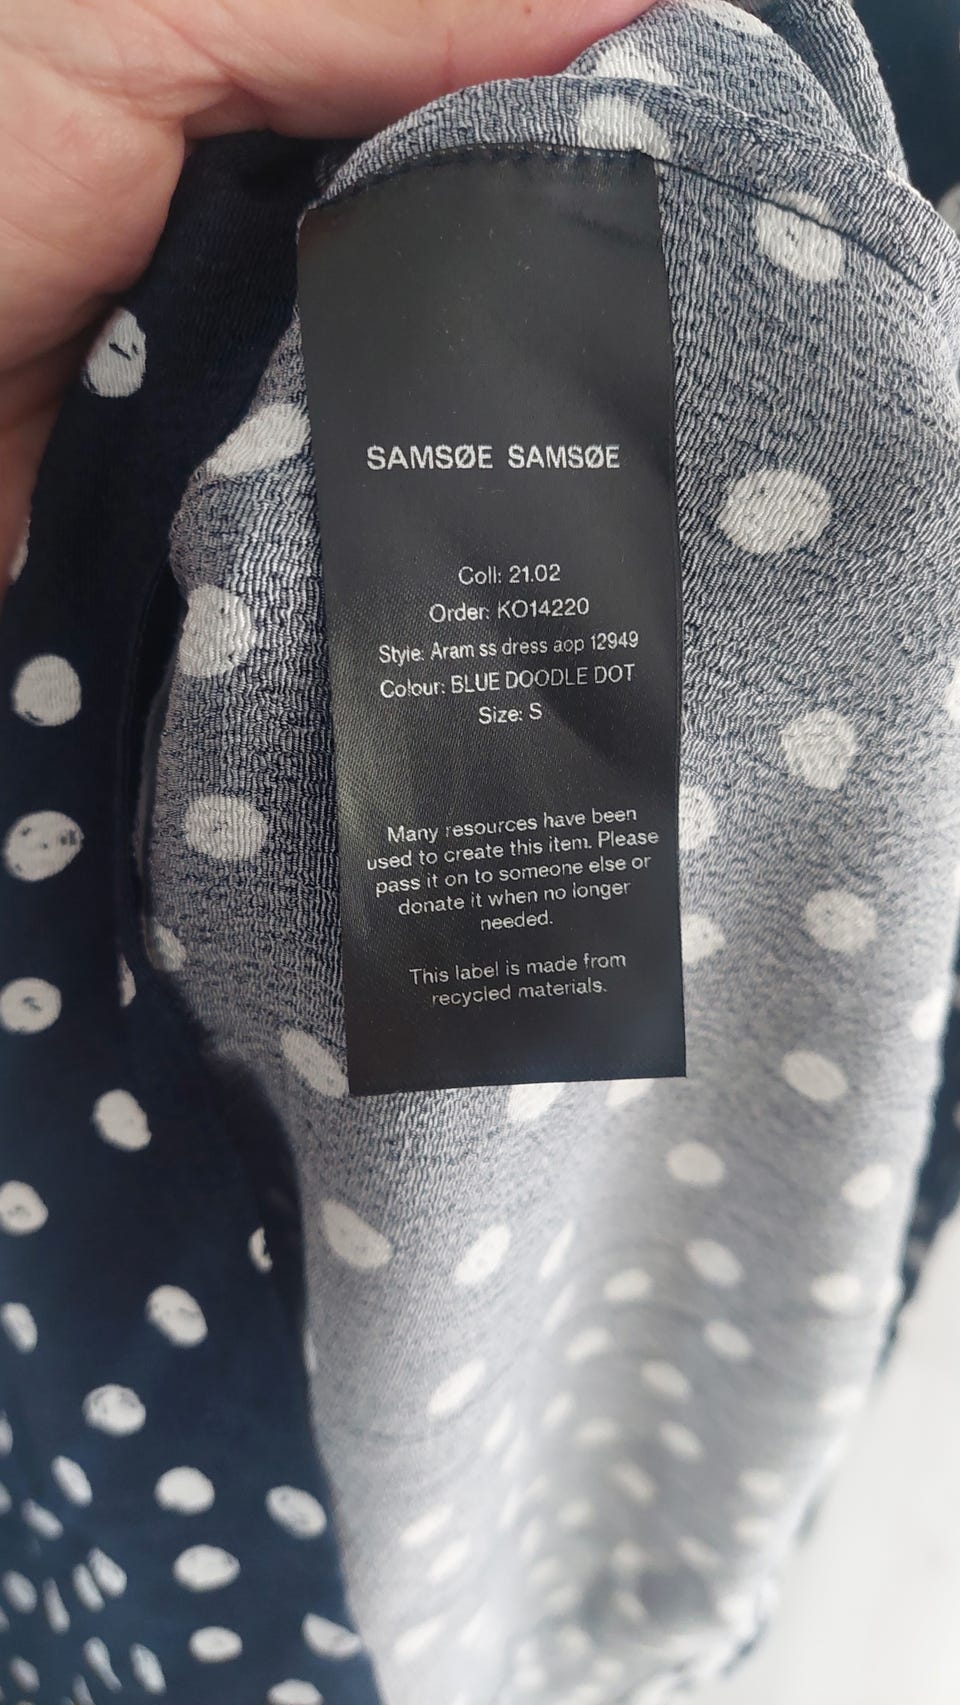 SAMSØE SAMSØE
Coll: 21.02
Order: KO14220
Style: Aram ss dress aop 12949
Colour: BLUE DOODLE DOT
Size: S
Many resources have been
used to create this item. Please
pass it on to someone else or
donate it when no longer
needed.
This label is made from
recycled materials.